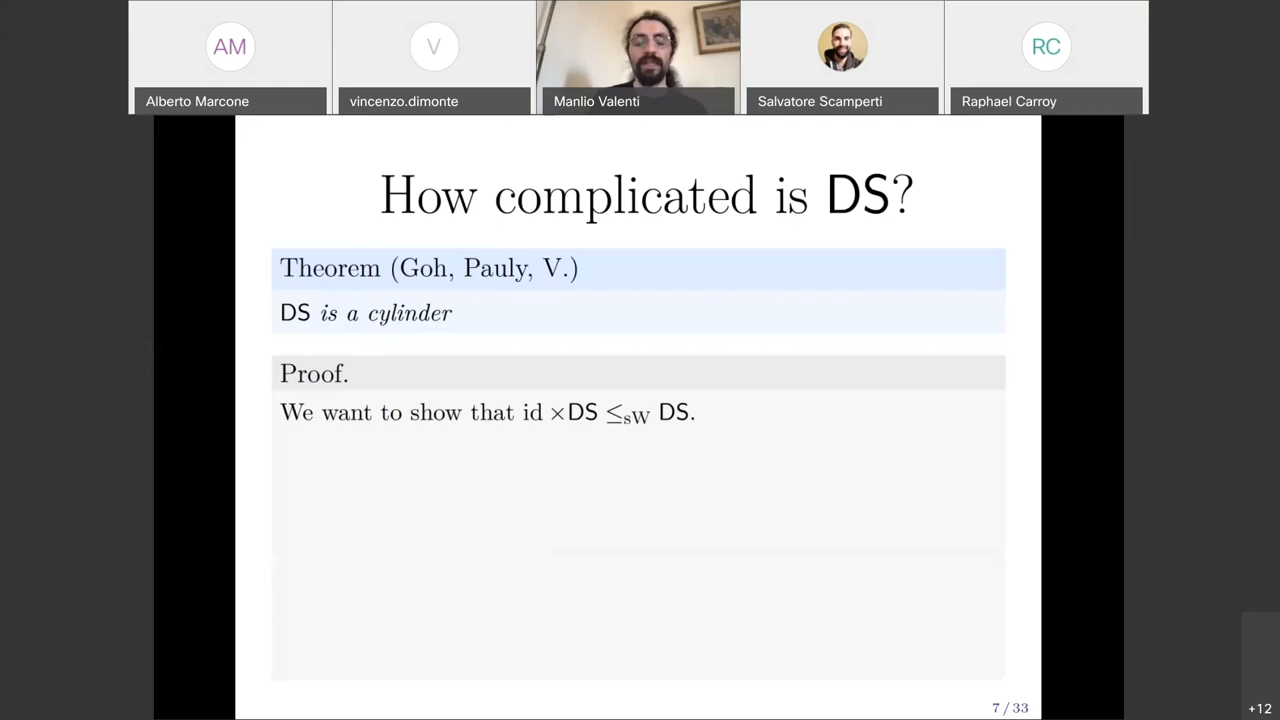 AM
V
RC
Alberto Marcone
vincenzo.dimonte
Manlio Valenti
Salvatore Scamperti
Raphael Carroy
How complicated is DS?
Theorem (Goh, Pauly, V.)
DS is a cylinder
Proof.
We want to show that id ×DS ≤sW DS.
7 / 33
+12